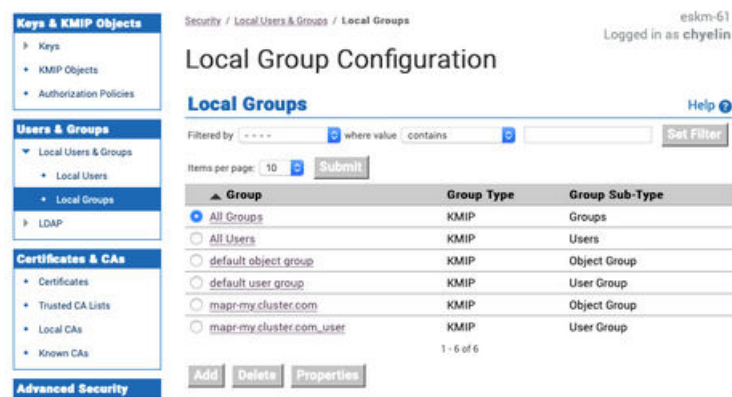 Keys & KMIP Objects
Keys
KMIP Objects
Authorization Policies
Users & Groups
Local Users & Groups
Local Users
Local Groups
LDAP
Certificates & CAs
Certificates
Trusted CA Lists
Local CAs
Known CAs
Advanced Security
Security / Local Users & Groups / Local Groups
eskm-61
Logged in as chyelin
Local Group Configuration
Local Groups
Help
Filtered by - - - - where value contains Set Filter
Items per page: 10 Submit
Group Group Type Group Sub-Type
All Groups KMIP Groups
All Users KMIP Users
default object group KMIP Object Group
default user group KMIP User Group
mapr-my.cluster.com KMIP Object Group
mapr-my.cluster.com_user KMIP User Group
1 - 6 of 6
Add Delete Properties